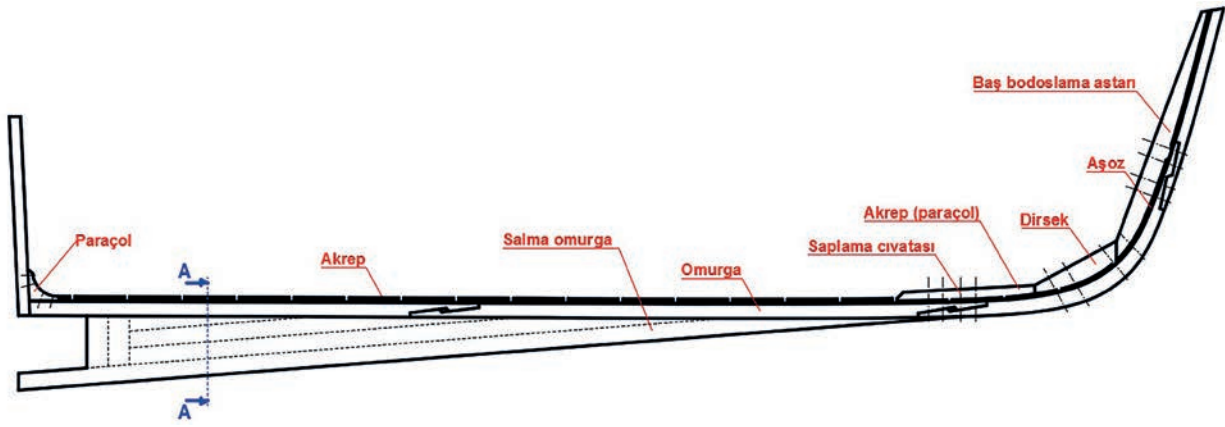 Baş bodoslama astarı
Aşoz
Akrep (paraçol)
Dirsek
Paraçol
Salma omurga
Saplama cıvatası
Akrep
Omurga
A
A